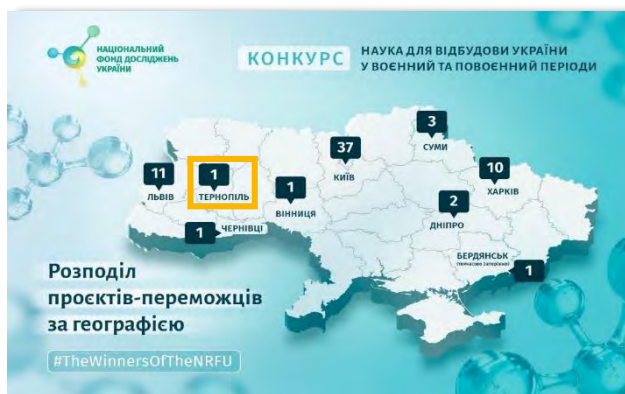 НАЦІОНАЛЬНИЙ
ФОНД ДОСЛІДЖЕНЬ
УКРАЇНИ
КОНКУРС
НАУКА ДЛЯ ВІДБУДОВИ УКРАЇНИ
У ВОЄННИЙ ТА ПОВОЄННИЙ ПЕРІОДИ
3
СУМИ
37
КИЇВ
11
ЛЬВІВ
1
ТЕРНОПІЛЬ
1
ВІННИЦЯ
10
ХАРКІВ
2
ДНІПРО
1
ЧЕРНІВЦІ
БЕРДЯНСЬК
1
Розподіл
проєктів-переможців
за географією
#TheWinnersOfTheNRFU